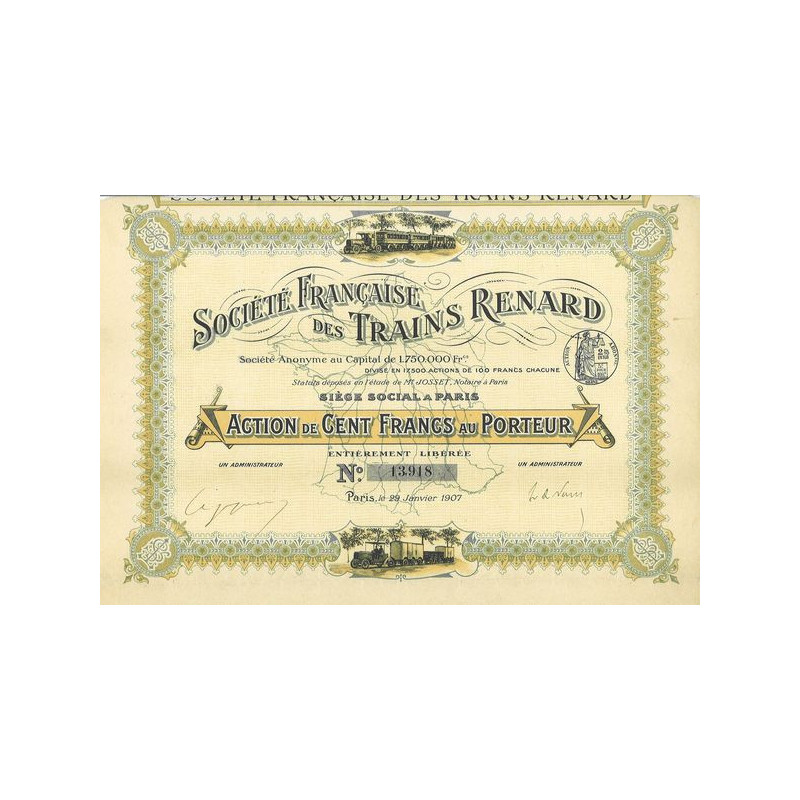 SOCIÉTÉ FRANÇAISE DES TRAINS RENARD
SOCIÉTÉ FRANÇAISE
DES TRAINS RENARD
Société Anonyme au Capital de 1.750.000 Frs.
DIVISÉ EN 17.500 ACTIONS DE 100 FRANCS CHACUNE
Statuts déposés en l'étude de Me JOSSET, Notaire à Paris
SIÈGE SOCIAL À PARIS
ACTION DE CENT FRANCS AU PORTEUR
ENTIÈREMENT LIBÉRÉE
UN ADMINISTRATEUR
No 13918
UN ADMINISTRATEUR
Paris, le 29 Janvier 1907